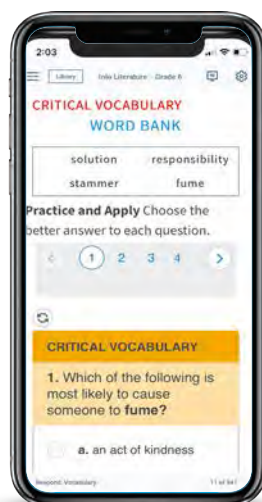 2:03
Library Into Literature - Grade 6
CRITICAL VOCABULARY
WORD BANK
solution responsibility
stammer fume
Practice and Apply Choose the
better answer to each question.
1 2 3 4
CRITICAL VOCABULARY
1. Which of the following is
most likely to cause
someone to fume?
a. an act of kindness
Respond: Vocabulary